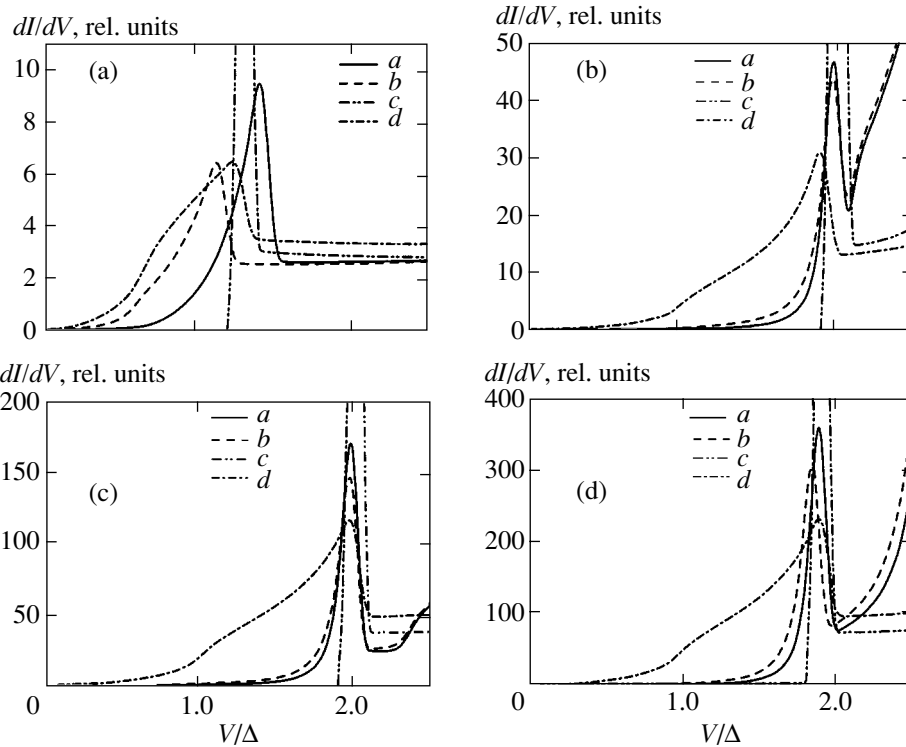 dI/dV, rel. units
(a)
a
b
c
d
10
8
6
4
2
0
dI/dV, rel. units
(b)
a
b
c
d
50
40
30
20
10
0
dI/dV, rel. units
(c)
a
b
c
d
200
150
100
50
0
1.0
2.0
V/Δ
dI/dV, rel. units
(d)
a
b
c
d
400
300
200
100
0
1.0
2.0
V/Δ